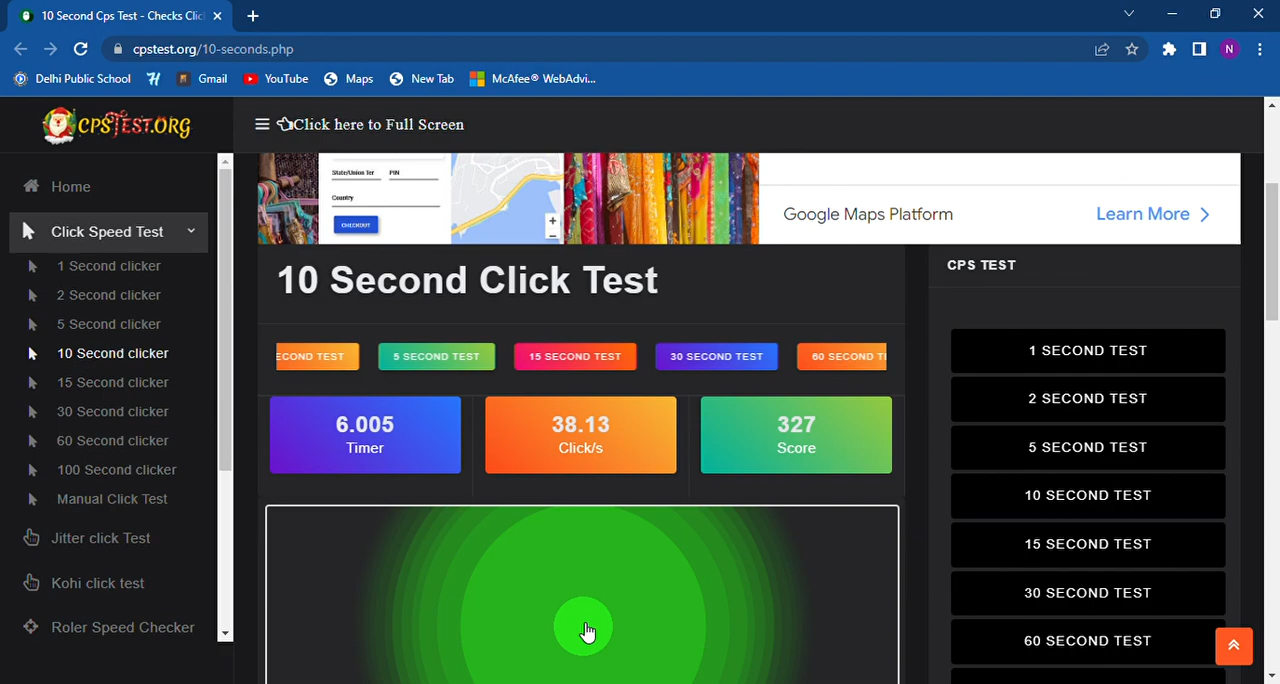 10 Second Cps Test - Checks Clic
cpstest.org/10-seconds.php
N
Delhi Public School
Gmail
YouTube
Maps
New Tab
McAfee® WebAdvi...
CPSTEST.ORG
Click here to Full Screen
Home
Click Speed Test
1 Second clicker
2 Second clicker
5 Second clicker
10 Second clicker
15 Second clicker
30 Second clicker
60 Second clicker
100 Second clicker
Manual Click Test
Jitter click Test
Kohi click test
Roler Speed Checker
State/Union Ter PIN
Country
CHECKOUT
Google Maps Platform
Learn More
10 Second Click Test
ECOND TEST
5 SECOND TEST
15 SECOND TEST
30 SECOND TEST
60 SECOND TE
6.005
Timer
38.13
Click/s
327
Score
CPS TEST
1 SECOND TEST
2 SECOND TEST
5 SECOND TEST
10 SECOND TEST
15 SECOND TEST
30 SECOND TEST
60 SECOND TEST